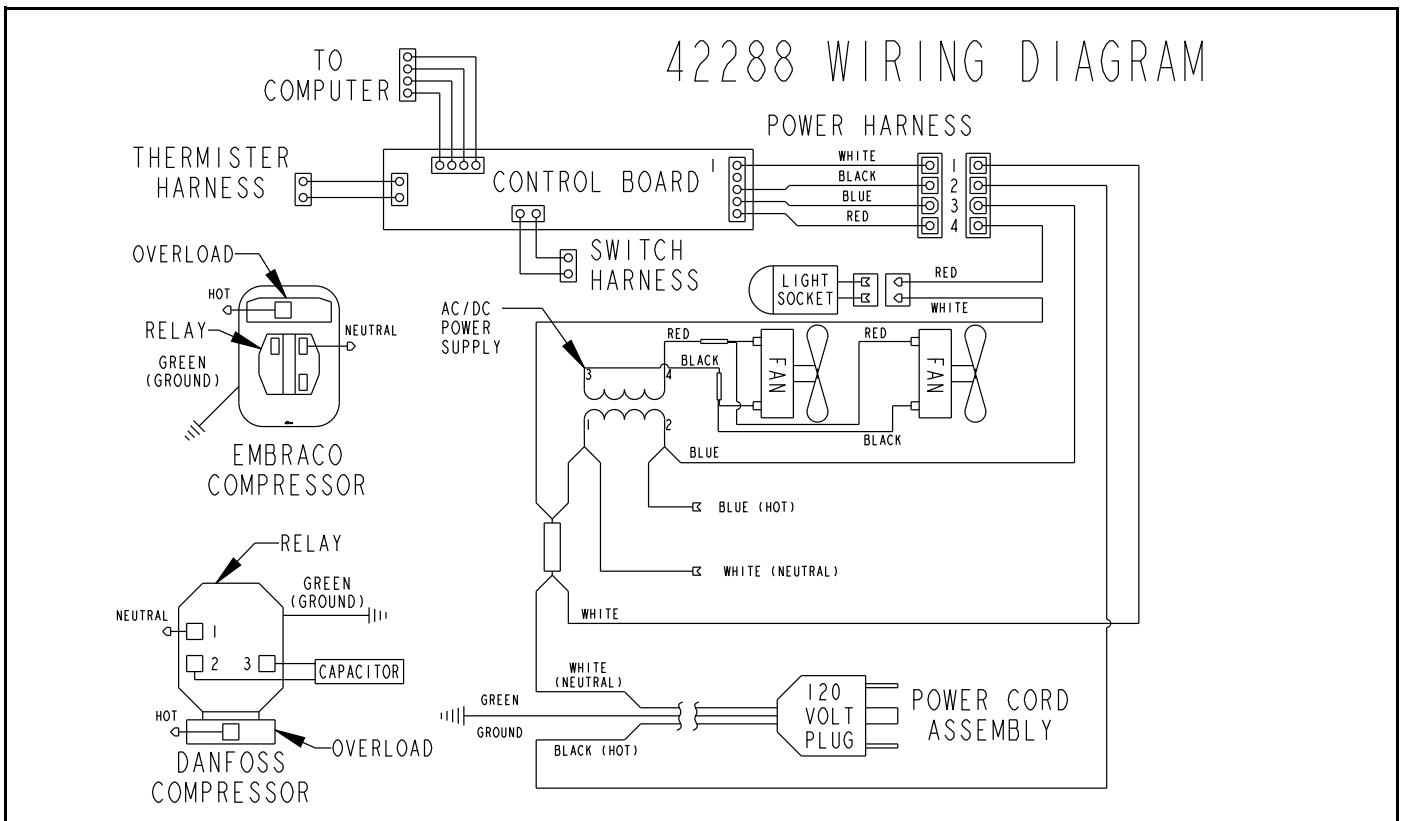 42288 WIRING DIAGRAM
TO
COMPUTER
POWER HARNESS
THERMISTER
HARNESS
CONTROL BOARD
1
WHITE
BLACK
BLUE
RED
1
2
3
4
SWITCH
HARNESS
OVERLOAD
HOT
RELAY
NEUTRAL
GREEN
(GROUND)
EMBRACO
COMPRESSOR
LIGHT
SOCKET
RED
WHITE
AC/DC
POWER
SUPPLY
RED
BLACK
FAN
RED
FAN
BLACK
3
4
1
2
BLUE
BLUE (HOT)
WHITE (NEUTRAL)
WHITE
RELAY
GREEN
(GROUND)
NEUTRAL
1
2
3
CAPACITOR
HOT
OVERLOAD
DANFOSS
COMPRESSOR
WHITE
(NEUTRAL)
GREEN
GROUND
BLACK (HOT)
120
VOLT
PLUG
POWER CORD
ASSEMBLY